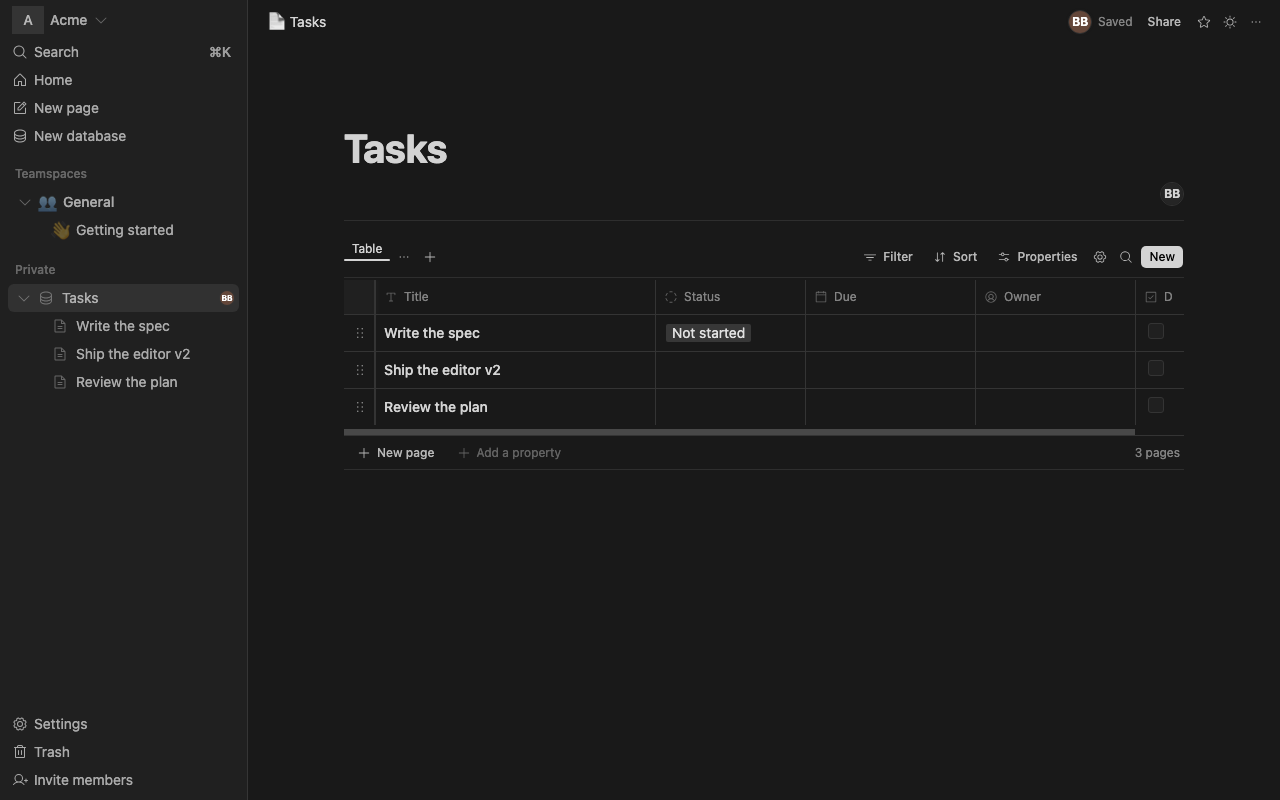 A Acme
Search ⌘K
Home
New page
New database
Teamspaces
General
Getting started
Private
Tasks BB
Write the spec
Ship the editor v2
Review the plan
Settings
Trash
Invite members
Tasks
BB Saved Share
Tasks
BB
Table
Filter Sort Properties New
Title Status Due Owner D
Write the spec Not started
Ship the editor v2
Review the plan
New page Add a property 3 pages